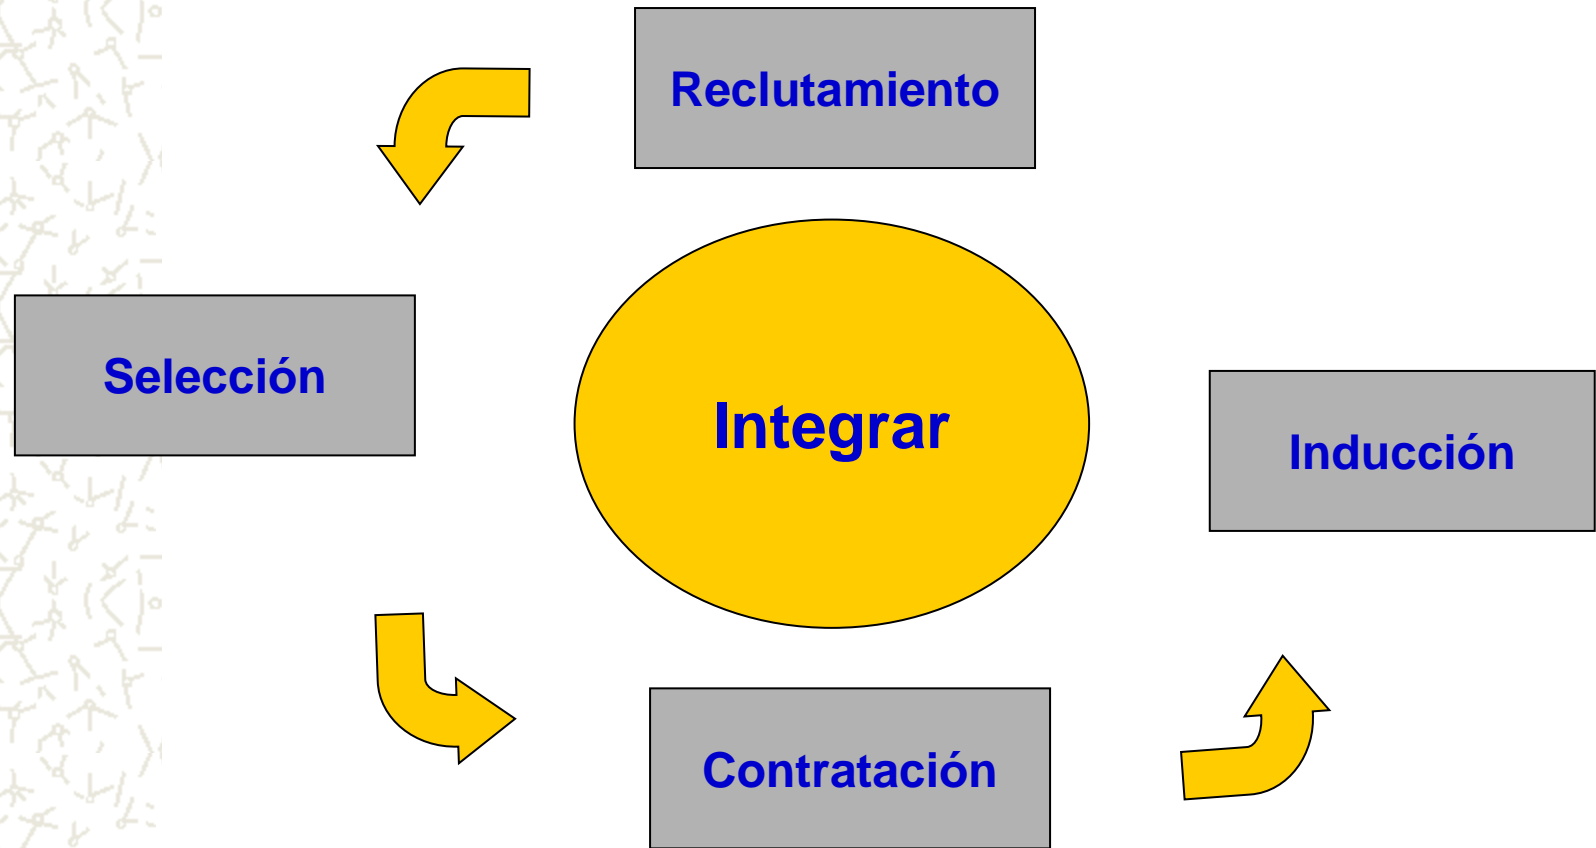 Reclutamiento
Selección
Integrar
Inducción
Contratación